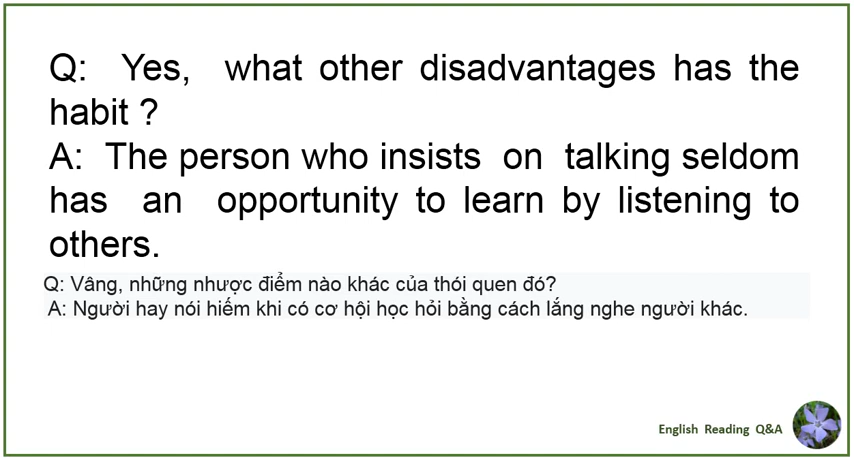 Q: Yes, what other disadvantages has the
habit ?
A: The person who insists on talking seldom
has an opportunity to learn by listening to
others.
Q: Vâng, những nhược điểm nào khác của thói quen đó?
A: Người hay nói hiếm khi có cơ hội học hỏi bằng cách lắng nghe người khác.
English Reading Q&A